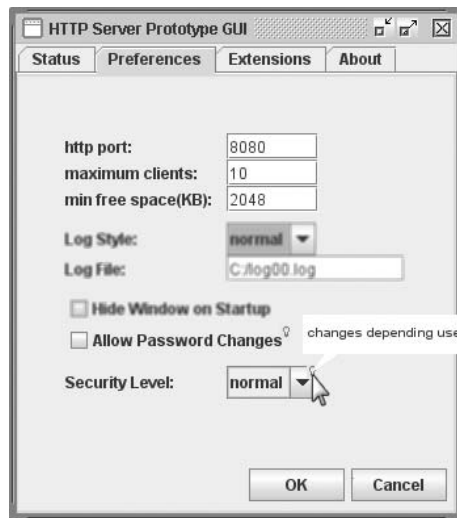 HTTP Server Prototype GUI
Status Preferences Extensions About
http port: 8080
maximum clients: 10
min free space(KB): 2048
Log Style: normal
Log File: C:/log00.log
Hide Window on Startup
Allow Password Changes
changes depending use
Security Level: normal
OK Cancel